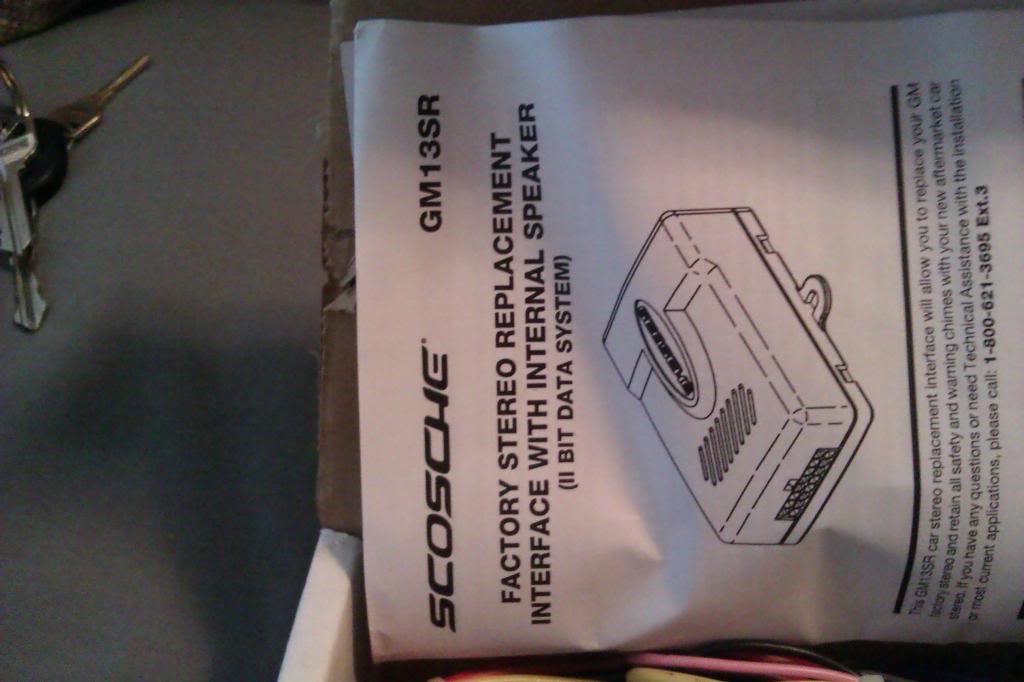 SCOSCHE® GM13SR
FACTORY STEREO REPLACEMENT
INTERFACE WITH INTERNAL SPEAKER
(II BIT DATA SYSTEM)
This GM13SR car stereo replacement interface will allow you to replace your GM
factory stereo and retain all safety and warning chimes with your new aftermarket car
stereo. If you have any questions or need Technical Assistance with the installation
or most current applications, please call: 1-800-621-3695 Ext.3